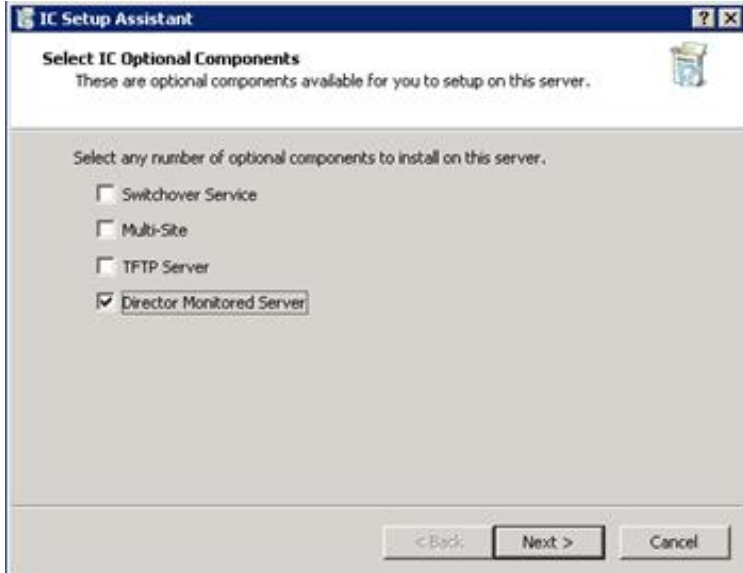 IC Setup Assistant
Select IC Optional Components
These are optional components available for you to setup on this server.
Select any number of optional components to install on this server.
Switchover Service
Multi-Site
TFTP Server
Director Monitored Server
< Back
Next >
Cancel